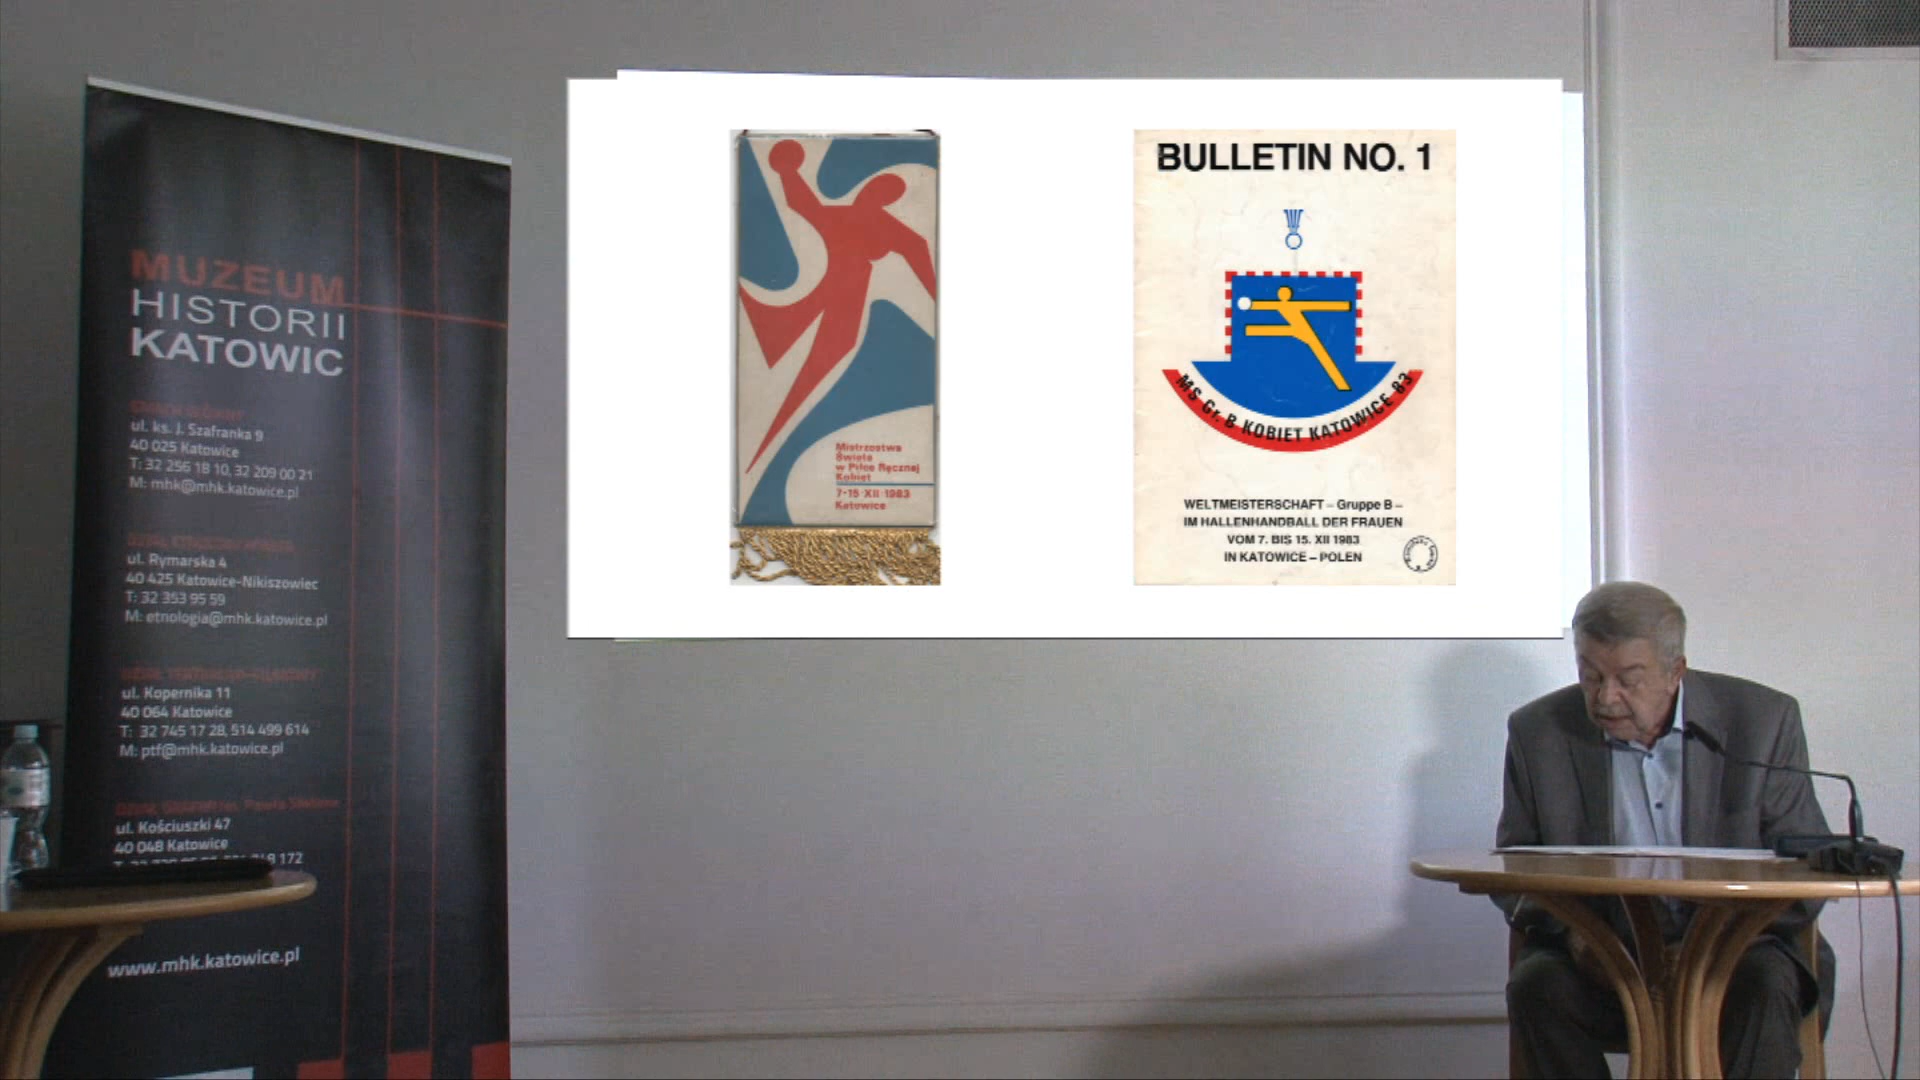 MUZEUM
HISTORII
KATOWIC
ul. ks. J. Szafranka 9
40 025 Katowice
T: 32 256 18 10, 32 209 00 21
M: mhk@mhk.katowice.pl
ul. Rymarska 4
40 425 Katowice-Nikiszowiec
T: 32 353 95 59
M: etnologia@mhk.katowice.pl
ul. Kopernika 11
40 064 Katowice
T: 32 745 17 28, 514 499 614
M: ptf@mhk.katowice.pl
ul. Kościuszki 47
40 048 Katowice
www.mhk.katowice.pl
Mistrzostwa
Świata
w Piłce Ręcznej
Kobiet
7-15 XII 1983
Katowice
BULLETIN NO. 1
MS Gr. B KOBIET KATOWICE 83
WELTMEISTERSCHAFT – Gruppe B –
IM HALLENHANDBALL DER FRAUEN
VOM 7. BIS 15. XII 1983
IN KATOWICE – POLEN